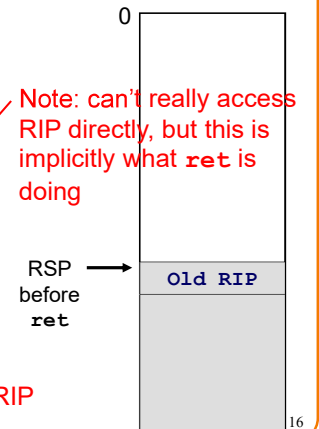 0
Note: can't really access
RIP directly, but this is
implicitly what ret is
doing
RSP
before
ret
Old RIP
RIP
16